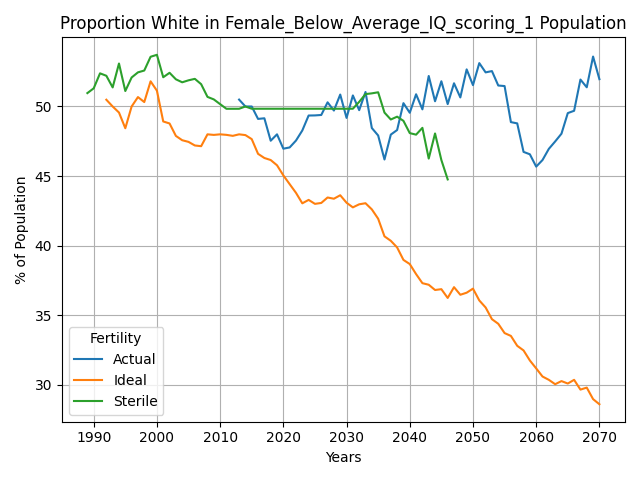 Proportion White in Female_Below_Average_IQ_scoring_1 Population
% of Population
50
45
40
35
30
Fertility
Actual
Ideal
Sterile
1990 2000 2010 2020 2030 2040 2050 2060 2070
Years